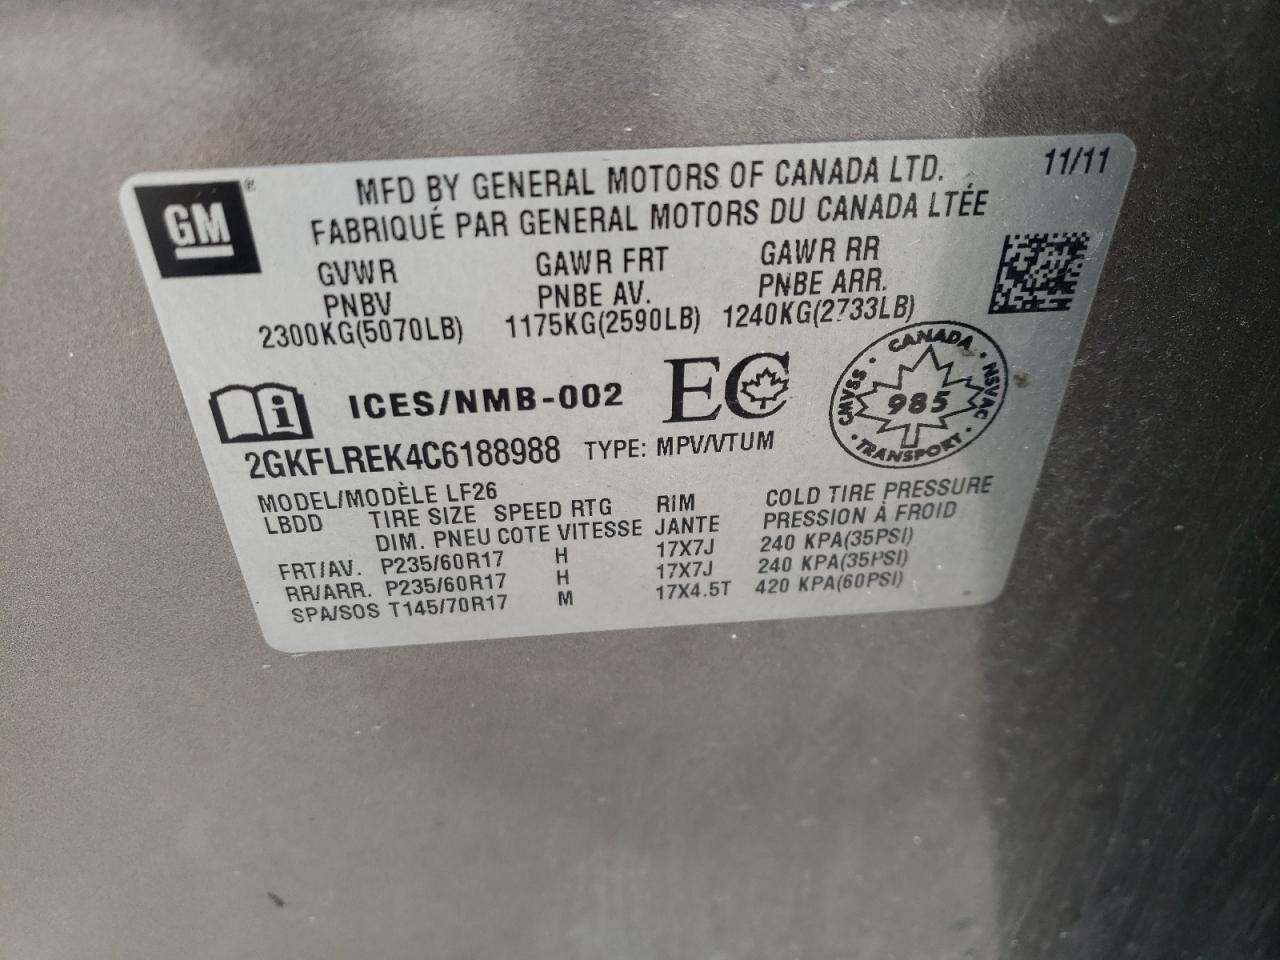 GM®
MFD BY GENERAL MOTORS OF CANADA LTD. 11/11
FABRIQUÉ PAR GENERAL MOTORS DU CANADA LTÉE
GVWR GAWR FRT GAWR RR
PNBV PNBE AV. PNBE ARR.
2300KG(5070LB) 1175KG(2590LB) 1240KG(2733LB)
ICES/NMB-002 EC
CANADA · NSVAC · TRANSPORT · CMVSS ·
985
2GKFLREK4C6188988 TYPE: MPV/VTUM
MODEL/MODÈLE LF26
LBDD TIRE SIZE SPEED RTG RIM COLD TIRE PRESSURE
DIM. PNEU COTE VITESSE JANTE PRESSION À FROID
FRT/AV. P235/60R17 H 17X7J 240 KPA(35PSI)
RR/ARR. P235/60R17 H 17X7J 240 KPA(35PSI)
SPA/SOS T145/70R17 M 17X4.5T 420 KPA(60PSI)